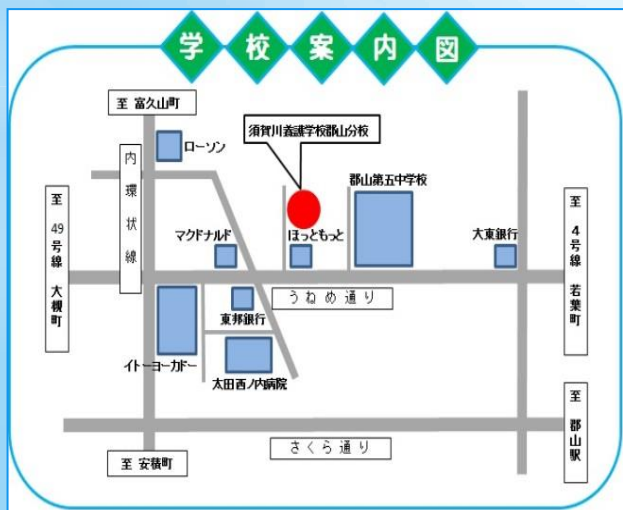 学校案内図
至 富久山町
須賀川養護学校郡山分校
ローソン
内環状線
郡山第五中学校
至 49号線 大槻町
マクドナルド
ほっともっと
大東銀行
至 4号線 若葉町
うねめ通り
東邦銀行
イトーヨーカドー
太田西ノ内病院
至 郡山駅
さくら通り
至 安積町